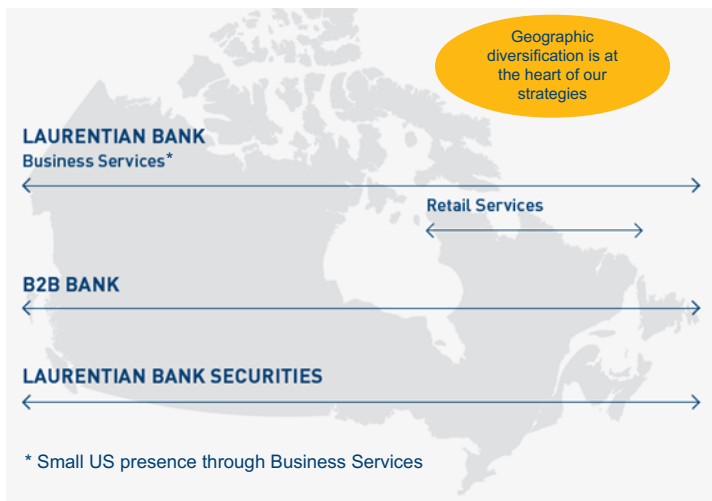 Geographic
diversification is at
the heart of our
strategies
LAURENTIAN BANK
Business Services*
Retail Services
B2B BANK
LAURENTIAN BANK SECURITIES
* Small US presence through Business Services